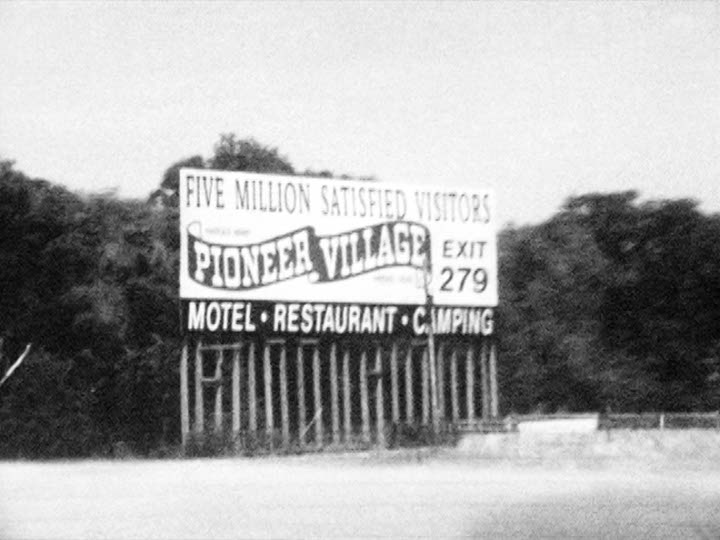 FIVE MILLION SATISFIED VISITORS
PIONEER VILLAGE
EXIT
279
MOTEL • RESTAURANT • CAMPING